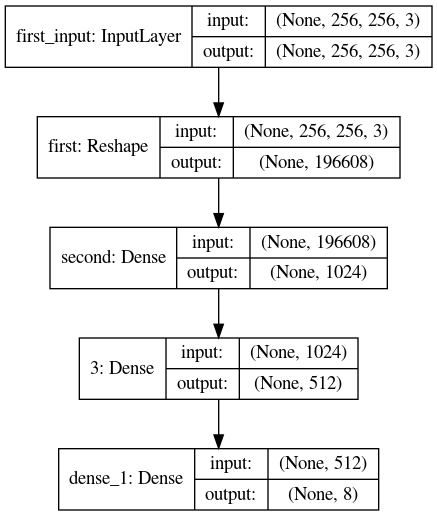 first_input: InputLayer
input:
(None, 256, 256, 3)
output:
(None, 256, 256, 3)
first: Reshape
input:
(None, 256, 256, 3)
output:
(None, 196608)
second: Dense
input:
(None, 196608)
output:
(None, 1024)
3: Dense
input:
(None, 1024)
output:
(None, 512)
dense_1: Dense
input:
(None, 512)
output:
(None, 8)